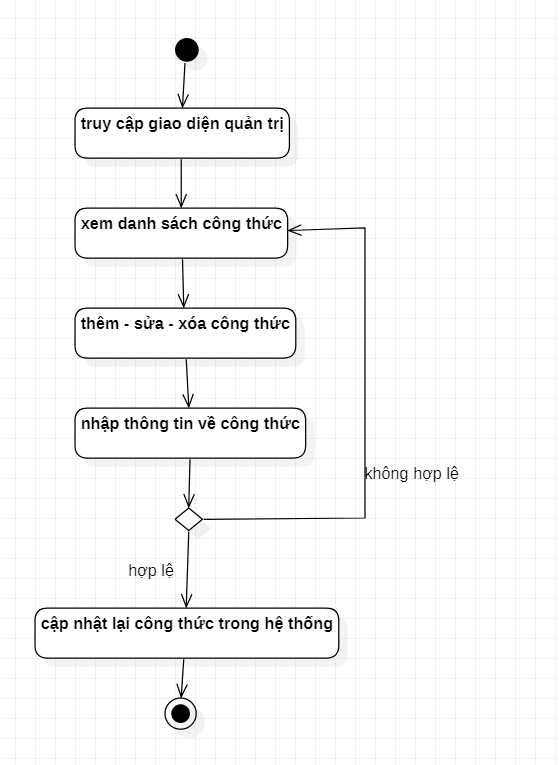 truy cập giao diện quản trị
xem danh sách công thức
thêm - sửa - xóa công thức
nhập thông tin về công thức
không hợp lệ
hợp lệ
cập nhật lại công thức trong hệ thống